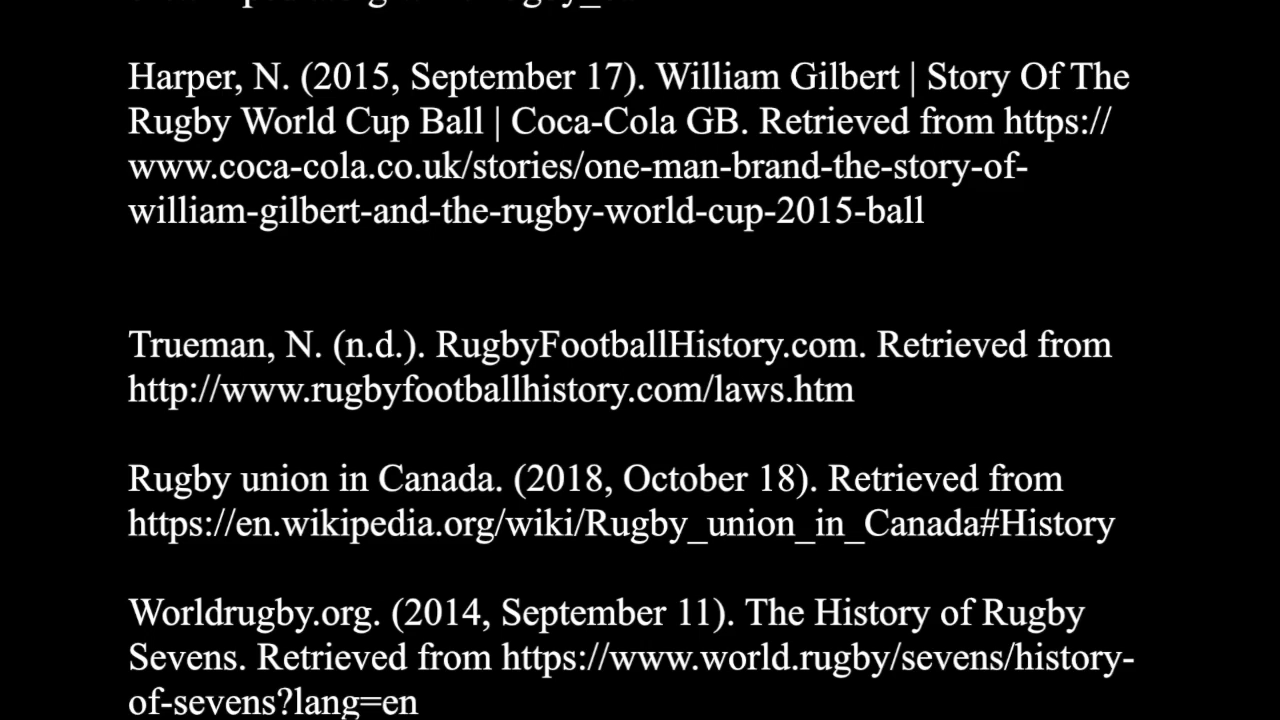 Harper, N. (2015, September 17). William Gilbert | Story Of The
Rugby World Cup Ball | Coca-Cola GB. Retrieved from https://
www.coca-cola.co.uk/stories/one-man-brand-the-story-of-
william-gilbert-and-the-rugby-world-cup-2015-ball
Trueman, N. (n.d.). RugbyFootballHistory.com. Retrieved from
http://www.rugbyfootballhistory.com/laws.htm
Rugby union in Canada. (2018, October 18). Retrieved from
https://en.wikipedia.org/wiki/Rugby_union_in_Canada#History
Worldrugby.org. (2014, September 11). The History of Rugby
Sevens. Retrieved from https://www.world.rugby/sevens/history-
of-sevens?lang=en